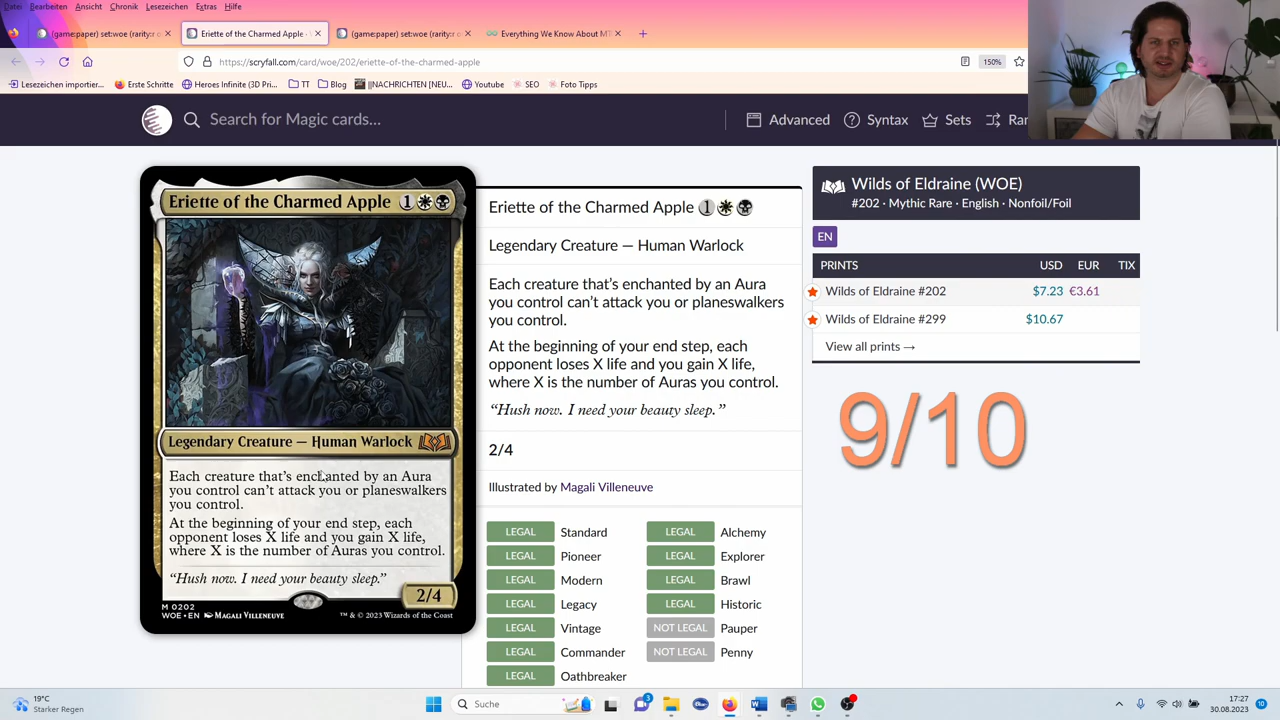 Datei Bearbeiten Ansicht Chronik Lesezeichen Extras Hilfe
(game:paper) set:woe (rarity:r o
Eriette of the Charmed Apple
(game:paper) set:woe (rarity:r o
Everything We Know About MT
https://scryfall.com/card/woe/202/eriette-of-the-charmed-apple
150%
Lesezeichen importier...
Erste Schritte
Heroes Infinite (3D Pri...
TT
Blog
||NACHRICHTEN [NEU...
Youtube
SEO
Foto Tipps
Search for Magic cards...
Advanced
Syntax
Sets
Eriette of the Charmed Apple 1
Legendary Creature — Human Warlock
Each creature that's enchanted by an Aura
you control can't attack you or planeswalkers
you control.
At the beginning of your end step, each
opponent loses X life and you gain X life,
where X is the number of Auras you control.
“Hush now. I need your beauty sleep.”
2/4
M 0202
WOE • EN MAGALI VILLENEUVE
™ & © 2023 Wizards of the Coast
Eriette of the Charmed Apple 1
Legendary Creature — Human Warlock
Each creature that’s enchanted by an Aura
you control can’t attack you or planeswalkers
you control.
At the beginning of your end step, each
opponent loses X life and you gain X life,
where X is the number of Auras you control.
“Hush now. I need your beauty sleep.”
2/4
Illustrated by Magali Villeneuve
LEGAL Standard LEGAL Alchemy
LEGAL Pioneer LEGAL Explorer
LEGAL Modern LEGAL Brawl
LEGAL Legacy LEGAL Historic
LEGAL Vintage NOT LEGAL Pauper
LEGAL Commander NOT LEGAL Penny
LEGAL Oathbreaker
Wilds of Eldraine (WOE)
#202 • Mythic Rare • English • Nonfoil/Foil
EN
PRINTS USD EUR TIX
Wilds of Eldraine #202 $7.23 €3.61
Wilds of Eldraine #299 $10.67
View all prints →
9/10
19°C
Starker Regen
Suche
3
17:27
30.08.2023
10